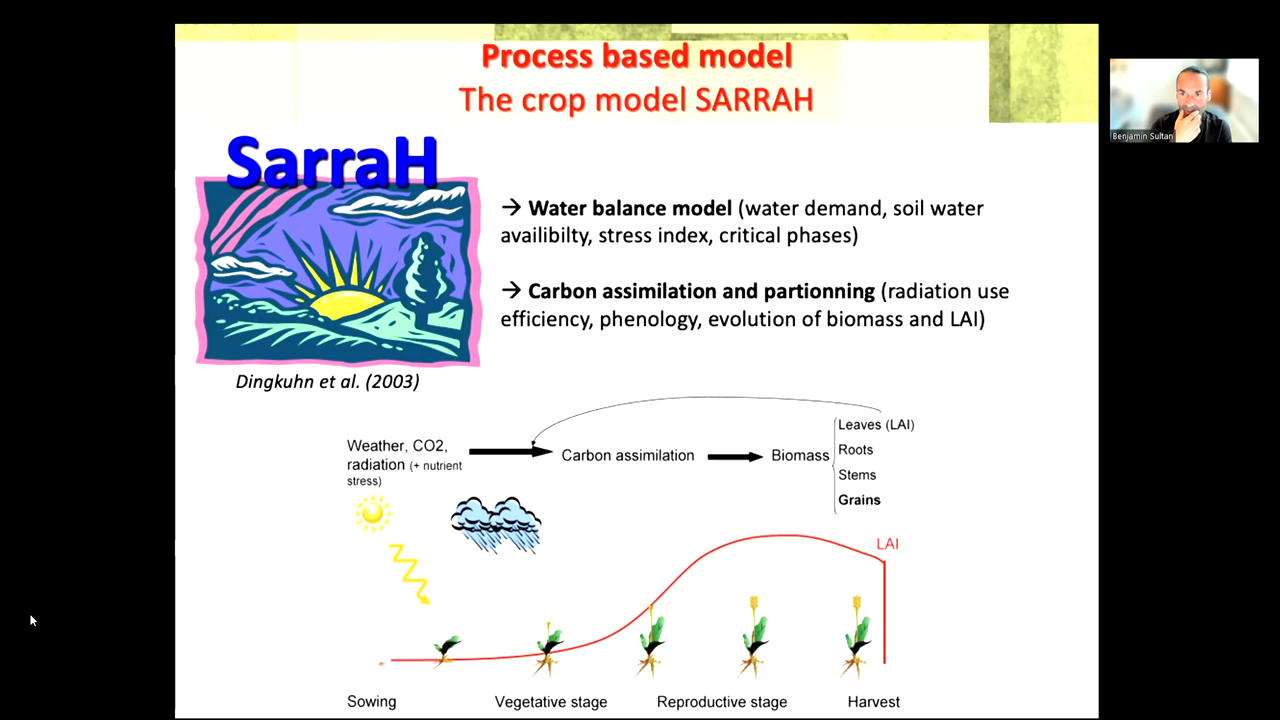 Process based model
The crop model SARRAH
Benjamin Sultan
SarraH
→ Water balance model (water demand, soil water
availibilty, stress index, critical phases)
→ Carbon assimilation and partionning (radiation use
efficiency, phenology, evolution of biomass and LAI)
Dingkuhn et al. (2003)
Weather, CO2,
radiation (+ nutrient
stress)
Carbon assimilation
Biomass
Leaves (LAI)
Roots
Stems
Grains
LAI
Sowing
Vegetative stage
Reproductive stage
Harvest